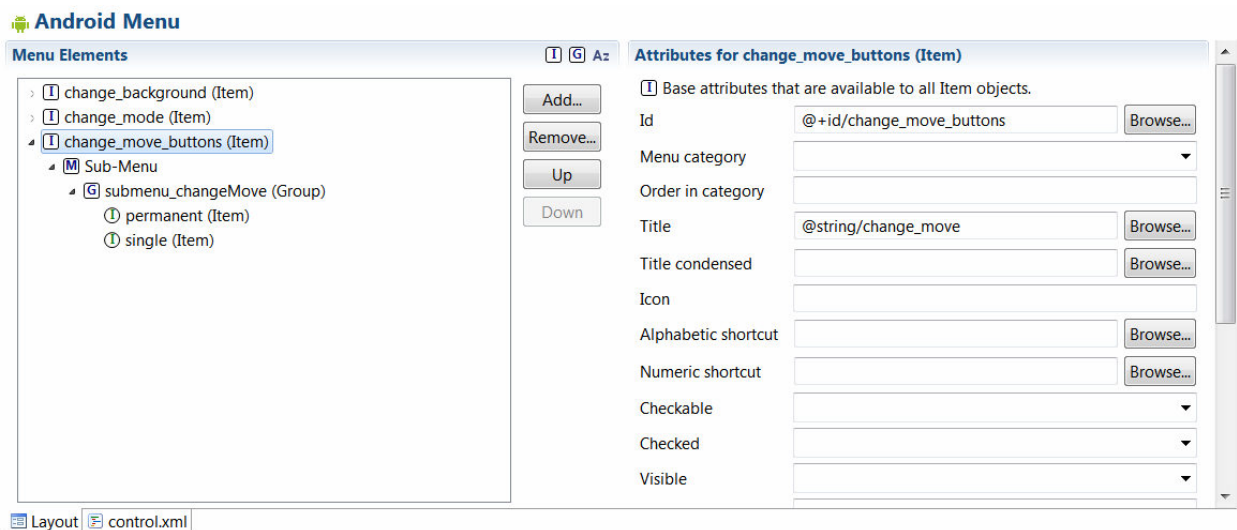 Android Menu
Menu Elements
I G Az
I change_background (Item)
I change_mode (Item)
I change_move_buttons (Item)
M Sub-Menu
G submenu_changeMove (Group)
I permanent (Item)
I single (Item)
Add...
Remove...
Up
Down
Attributes for change_move_buttons (Item)
I Base attributes that are available to all Item objects.
Id @+id/change_move_buttons Browse...
Menu category
Order in category
Title @string/change_move Browse...
Title condensed Browse...
Icon
Alphabetic shortcut Browse...
Numeric shortcut Browse...
Checkable
Checked
Visible
Layout control.xml